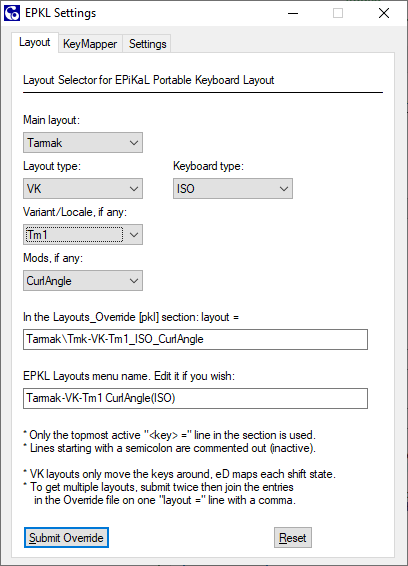 EPKL Settings
Layout KeyMapper Settings
Layout Selector for EPiKaL Portable Keyboard Layout
Main layout:
Tarmak
Layout type: Keyboard type:
VK ISO
Variant/Locale, if any:
Tm1
Mods, if any:
CurlAngle
In the Layouts_Override [pkl] section: layout =
Tarmak\Tmk-VK-Tm1_ISO_CurlAngle
EPKL Layouts menu name. Edit it if you wish:
Tarmak-VK-Tm1 CurlAngle(ISO)
* Only the topmost active "<key> =" line in the section is used.
* Lines starting with a semicolon are commented out (inactive).
* VK layouts only move the keys around, eD maps each shift state.
* To get multiple layouts, submit twice then join the entries
in the Override file on one "layout =" line with a comma.
Submit Override Reset